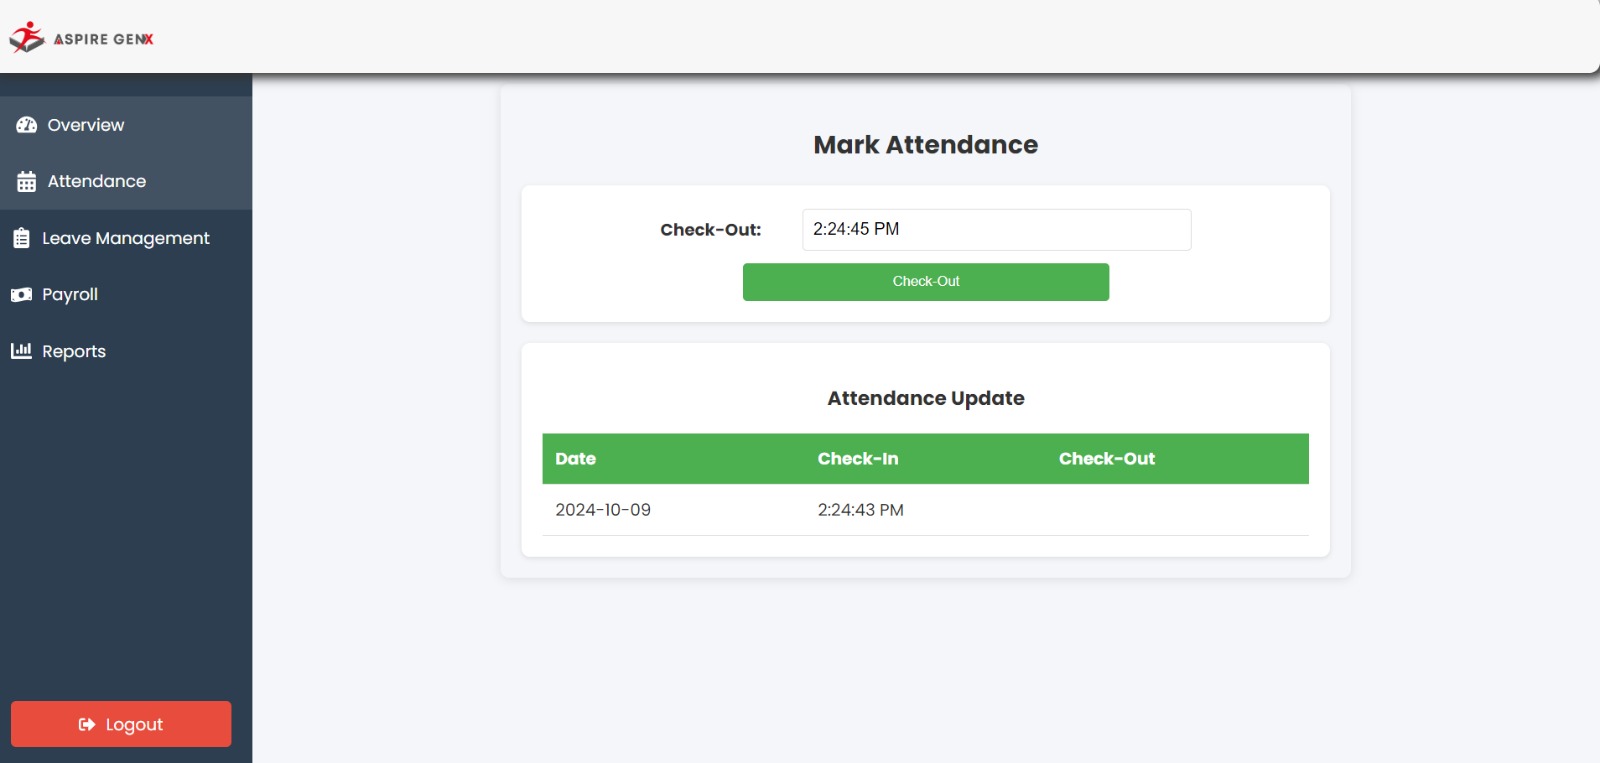 ASPIRE GENX
Overview
Attendance
Leave Management
Payroll
Reports
Logout
Mark Attendance
Check-Out: 2:24:45 PM
Check-Out
Attendance Update
Date Check-In Check-Out
2024-10-09 2:24:43 PM